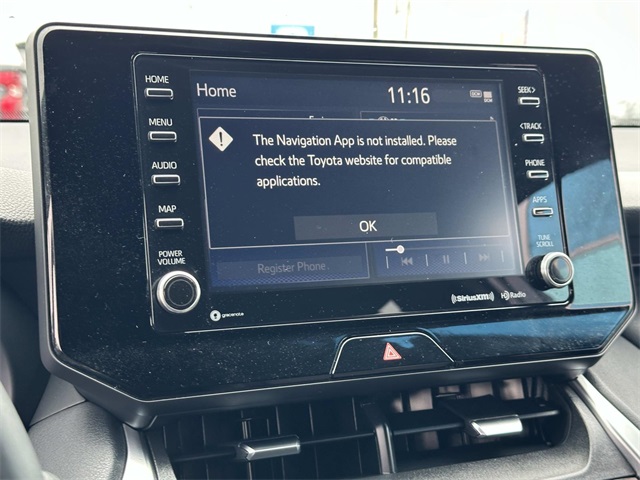 HOME
MENU
AUDIO
MAP
POWER
VOLUME
Home
11:16
DCM
The Navigation App is not installed. Please
check the Toyota website for compatible
applications.
OK
Register Phone
SEEK>
<TRACK
PHONE
APPS
TUNE
SCROLL
gracenote
SiriusXM
HD Radio